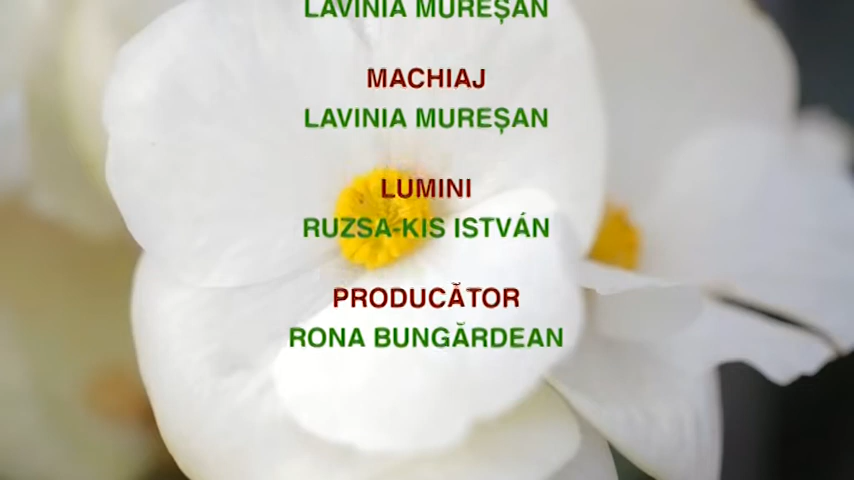 LAVINIA MUREȘAN
MACHIAJ
LAVINIA MUREȘAN
LUMINI
RUZSA-KIS ISTVÁN
PRODUCĂTOR
RONA BUNGĂRDEAN